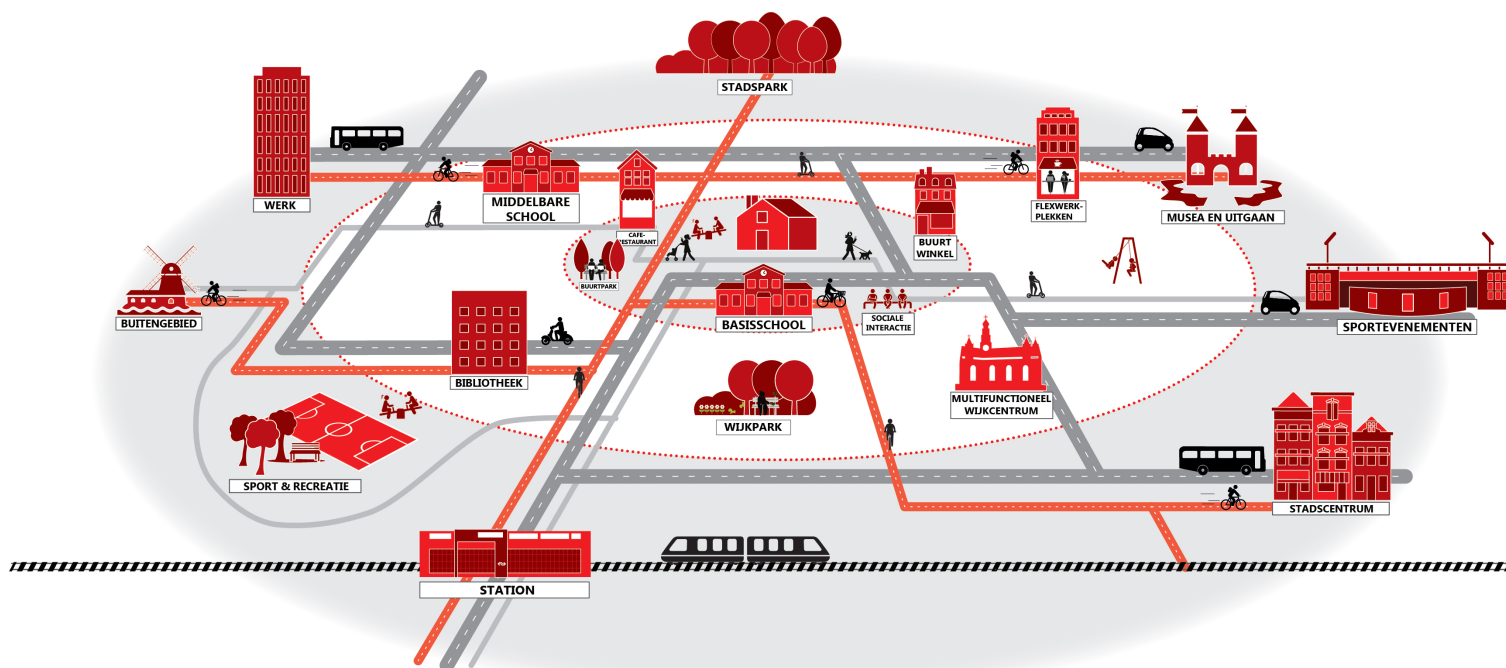 STADSPARK
WERK
MIDDELBARE
SCHOOL
CAFE-
RESTAURANT
FLEXWERK-
PLEKKEN
MUSEA EN UITGAAN
BUURT
WINKEL
BUURTPARK
BUITENGEBIED
BASISSCHOOL
SOCIALE
INTERACTIE
SPORTEVENEMENTEN
BIBLIOTHEEK
MULTIFUNCTIONEEL
WIJKCENTRUM
WIJKPARK
SPORT & RECREATIE
STADSCENTRUM
STATION